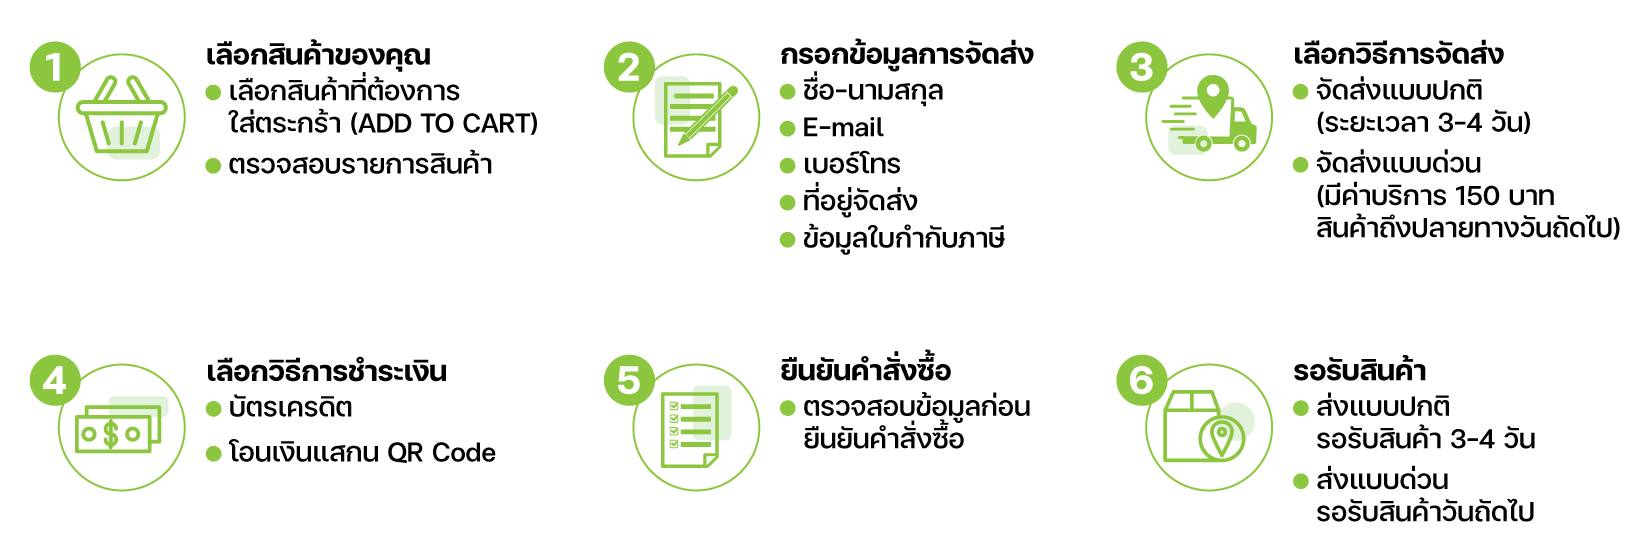 1
เลือกสินค้าของคุณ
เลือกสินค้าที่ต้องการ
ใส่ตระกร้า (ADD TO CART)
ตรวจสอบรายการสินค้า
2
กรอกข้อมูลการจัดส่ง
ชื่อ-นามสกุล
E-mail
เบอร์โทร
ที่อยู่จัดส่ง
ข้อมูลใบกำกับภาษี
3
เลือกวิธีการจัดส่ง
จัดส่งแบบปกติ
(ระยะเวลา 3-4 วัน)
จัดส่งแบบด่วน
(มีค่าบริการ 150 บาท
สินค้าถึงปลายทางวันถัดไป)
4
เลือกวิธีการชำระเงิน
บัตรเครดิต
โอนเงินแสกน QR Code
$
5
ยืนยันคำสั่งซื้อ
ตรวจสอบข้อมูลก่อน
ยืนยันคำสั่งซื้อ
6
รอรับสินค้า
ส่งแบบปกติ
รอรับสินค้า 3-4 วัน
ส่งแบบด่วน
รอรับสินค้าวันถัดไป